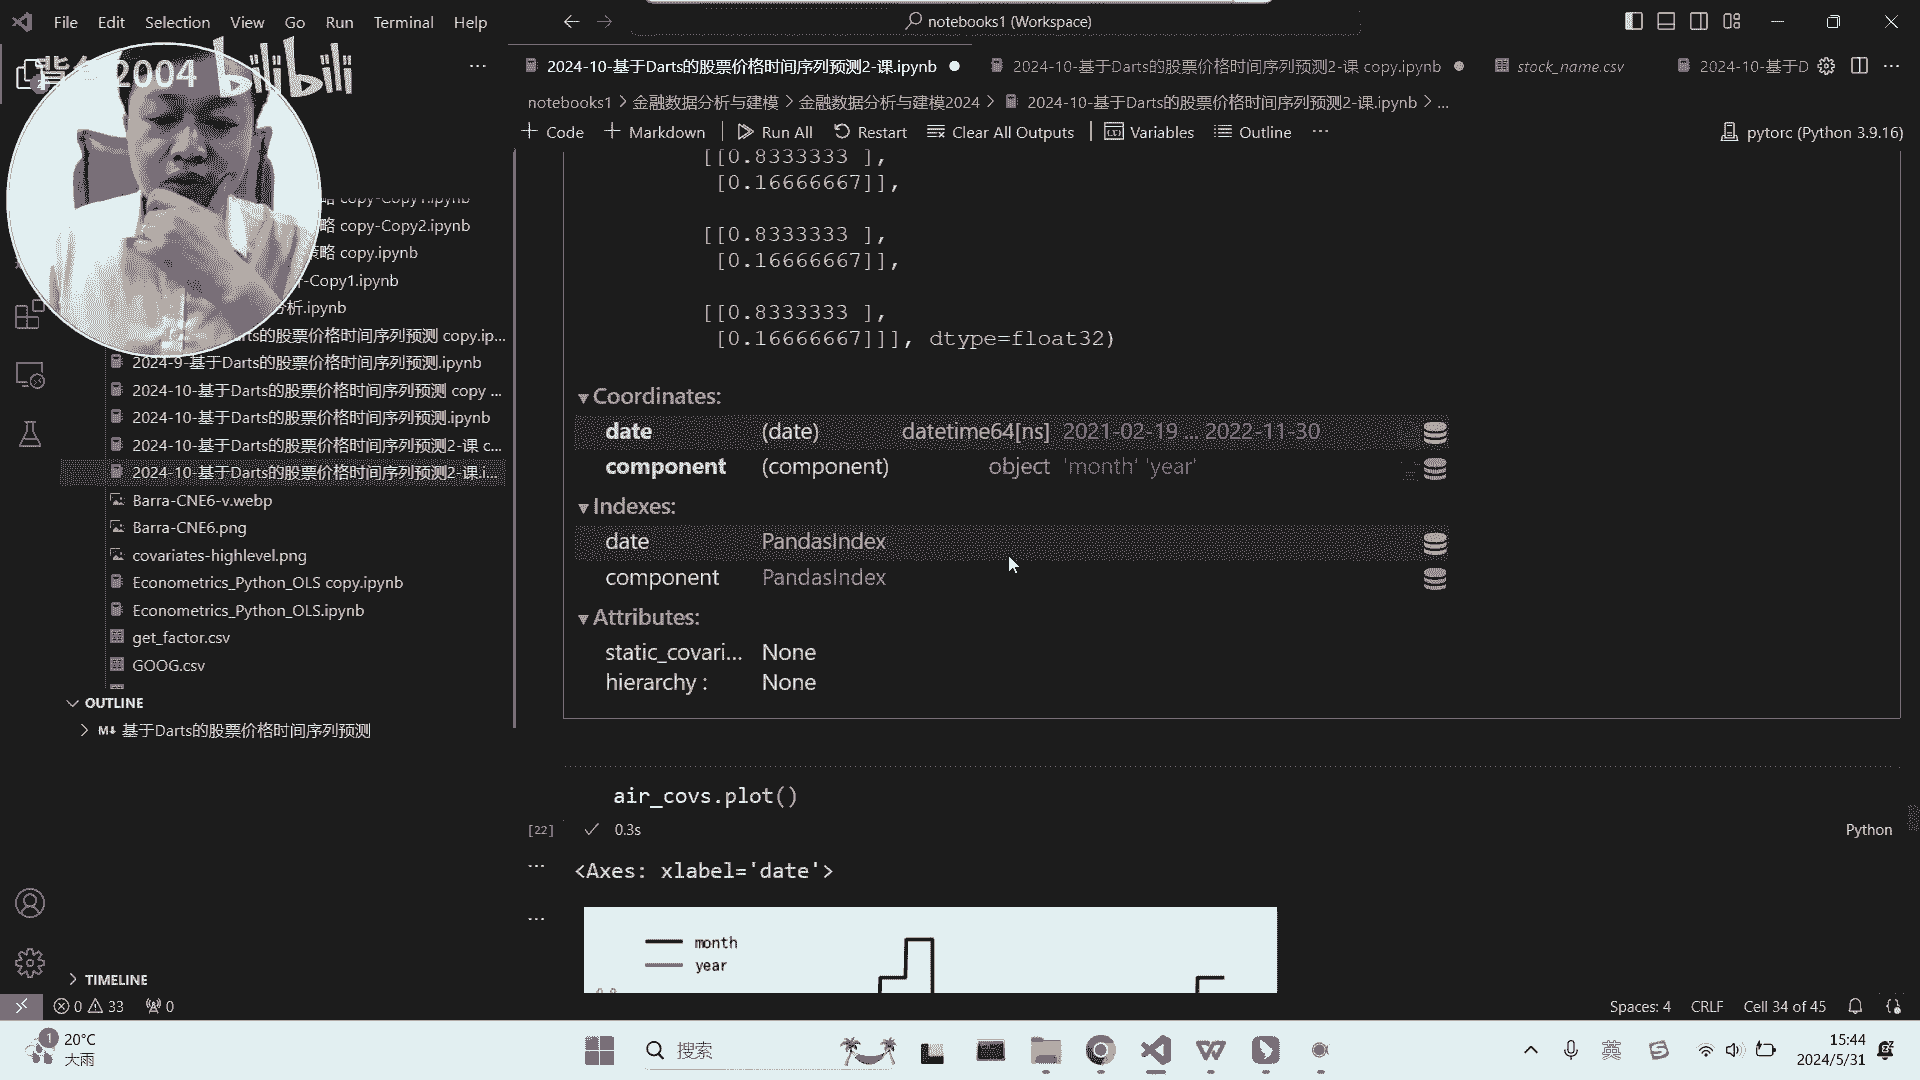 File Edit Selection View Go Run Terminal Help
notebooks1 (Workspace)
2004 bilibili
2024-10-基于Darts的股票价格时间序列预测2-课.ipynb
2024-10-基于Darts的股票价格时间序列预测2-课 copy.ipynb
stock_name.csv
2024-10-基于D
notebooks1 > 金融数据分析与建模 > 金融数据分析与建模2024 > 2024-10-基于Darts的股票价格时间序列预测2-课.ipynb > ...
+ Code + Markdown Run All Restart Clear All Outputs Variables Outline ...
pytorc (Python 3.9.16)
略 copy-Copy1.ipynb
略 copy-Copy2.ipynb
策略 copy.ipynb
-Copy1.ipynb
分析.ipynb
rts的股票价格时间序列预测 copy.ip...
2024-9-基于Darts的股票价格时间序列预测.ipynb
2024-10-基于Darts的股票价格时间序列预测 copy ...
2024-10-基于Darts的股票价格时间序列预测.ipynb
2024-10-基于Darts的股票价格时间序列预测2-课 c...
2024-10-基于Darts的股票价格时间序列预测2-课.i...
Barra-CNE6-v.webp
Barra-CNE6.png
covariates-highlevel.png
Econometrics_Python_OLS copy.ipynb
Econometrics_Python_OLS.ipynb
get_factor.csv
GOOG.csv
OUTLINE
M↓ 基于Darts的股票价格时间序列预测
TIMELINE
[[0.8333333 ],
[0.16666667]],
[[0.8333333 ],
[0.16666667]],
[[0.8333333 ],
[0.16666667]]], dtype=float32)
Coordinates:
date (date) datetime64[ns] 2021-02-19 ... 2022-11-30
component (component) object 'month' 'year'
Indexes:
date PandasIndex
component PandasIndex
Attributes:
static_covari... None
hierarchy : None
air_covs.plot()
[22] 0.3s Python
<Axes: xlabel='date'>
month
year
0 33 0
Spaces: 4 CRLF Cell 34 of 45
1 20°C
大雨
搜索
英
15:44
2024/5/31